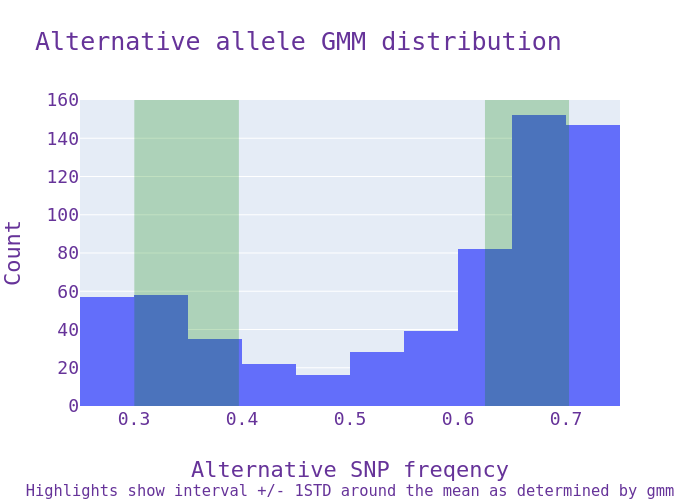 Alternative allele GMM distribution
160
140
120
100
80
60
40
20
0
Count
0.3 0.4 0.5 0.6 0.7
Alternative SNP freqency
Highlights show interval +/- 1STD around the mean as determined by gmm